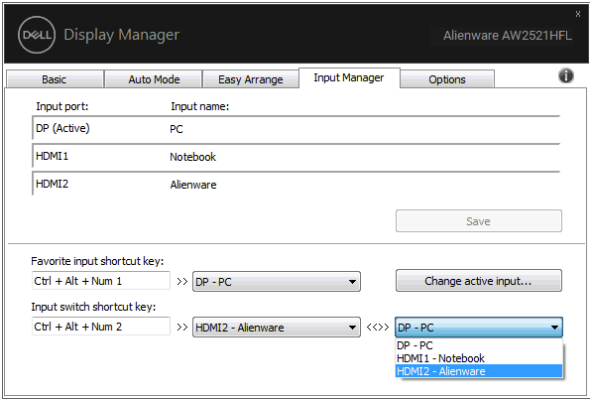 DELL Display Manager
x
Alienware AW2521HFL
Basic Auto Mode Easy Arrange Input Manager Options i
Input port: Input name:
DP (Active) PC
HDMI1 Notebook
HDMI2 Alienware
Save
Favorite input shortcut key:
Ctrl + Alt + Num 1 >> DP - PC Change active input...
Input switch shortcut key:
Ctrl + Alt + Num 2 >> HDMI2 - Alienware <<>> DP - PC
DP - PC
HDMI1 - Notebook
HDMI2 - Alienware